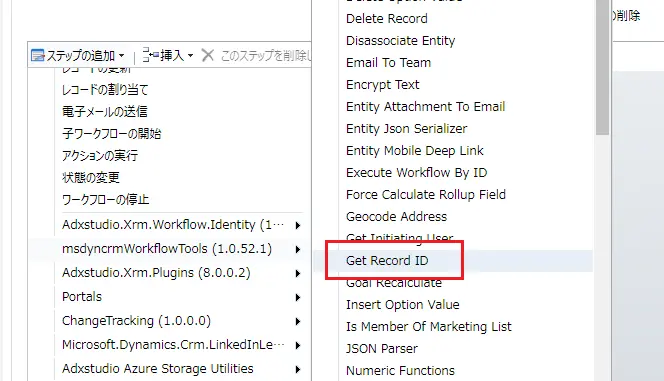 ステップの追加
挿入
このステップを削除し
レコードの更新
レコードの割り当て
電子メールの送信
子ワークフローの開始
アクションの実行
状態の変更
ワークフローの停止
Adxstudio.Xrm.Workflow.Identity (1…
msdyncrmWorkflowTools (1.0.52.1)
Adxstudio.Xrm.Plugins (8.0.0.2)
Portals
ChangeTracking (1.0.0.0)
Microsoft.Dynamics.Crm.LinkedInLe…
Adxstudio Azure Storage Utilities
Delete Option Value
Delete Record
Disassociate Entity
Email To Team
Encrypt Text
Entity Attachment To Email
Entity Json Serializer
Entity Mobile Deep Link
Execute Workflow By ID
Force Calculate Rollup Field
Geocode Address
Get Initiating User
Get Record ID
Goal Recalculate
Insert Option Value
Is Member Of Marketing List
JSON Parser
Numeric Functions
の削除